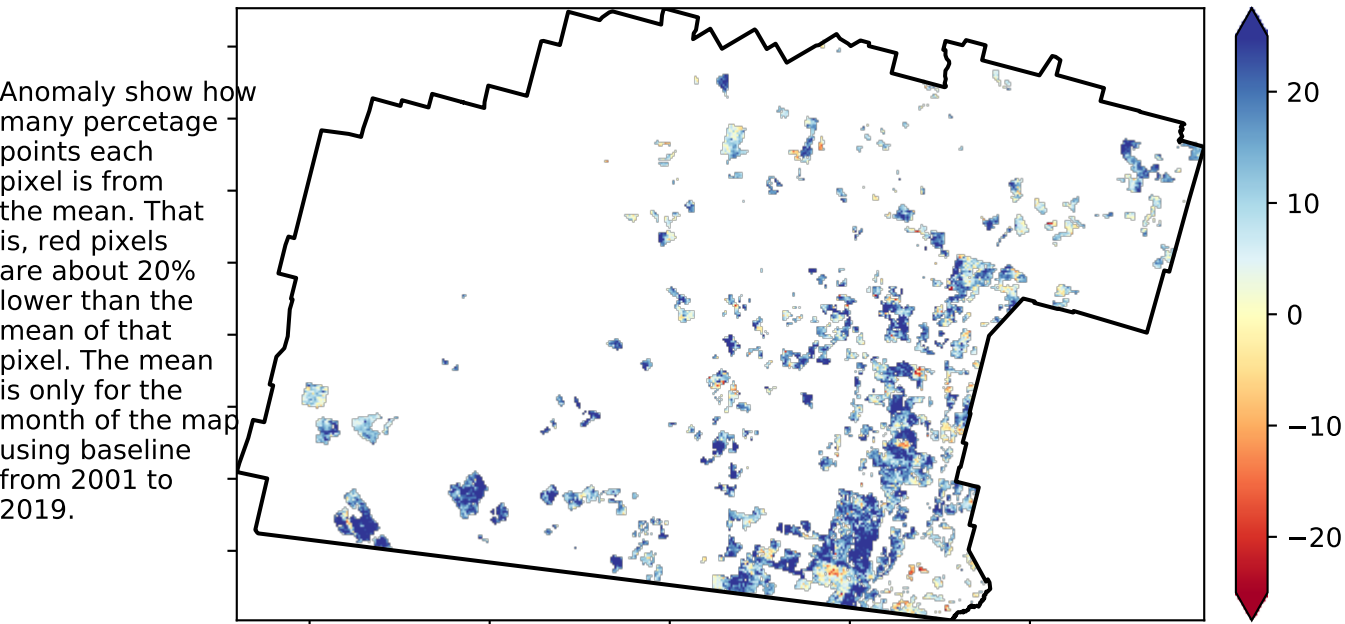 Anomaly show how
many percetage
points each
pixel is from
the mean. That
is, red pixels
are about 20%
lower than the
mean of that
pixel. The mean
is only for the
month of the map
using baseline
from 2001 to
2019.
20
10
0
−10
−20